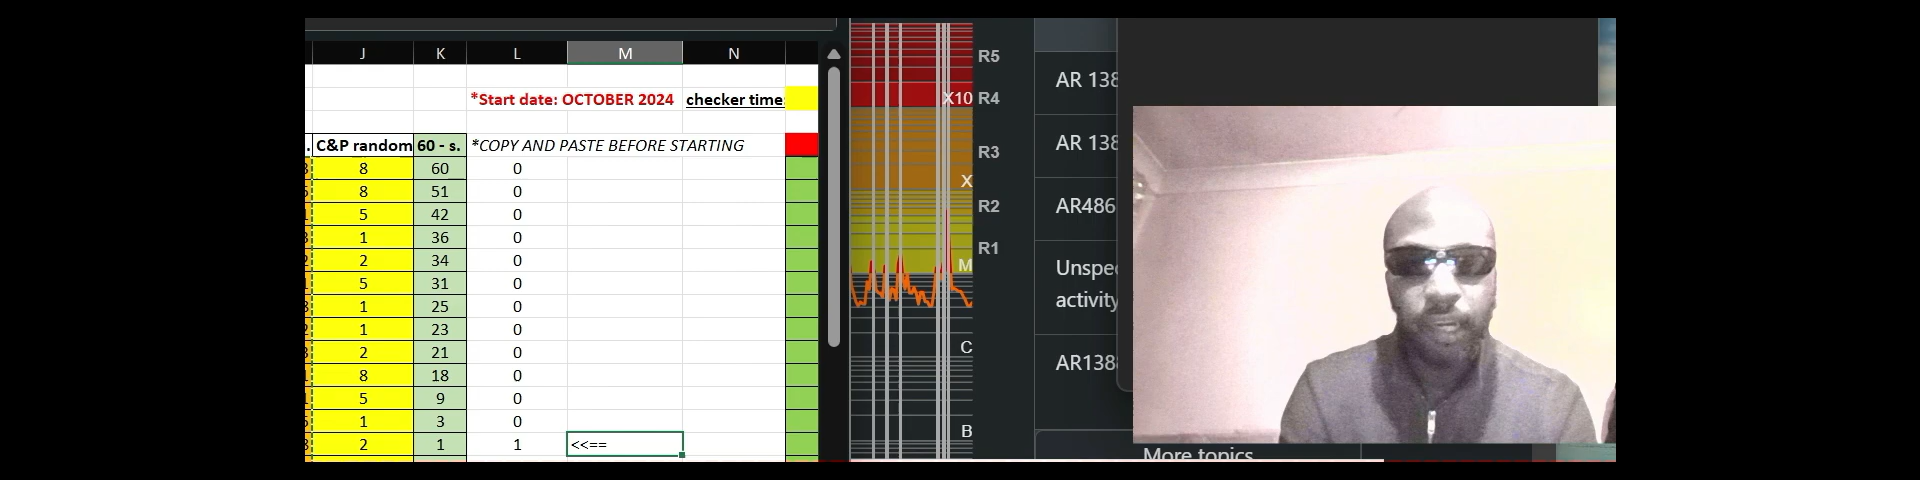 J K L M N
*Start date: OCTOBER 2024 checker time:
C&P random 60 - s. *COPY AND PASTE BEFORE STARTING
8 60 0
8 51 0
5 42 0
1 36 0
2 34 0
5 31 0
1 25 0
1 23 0
2 21 0
8 18 0
5 9 0
1 3 0
2 1 1 <<==
R5
X10 R4
R3
X
R2
R1
M
C
B
AR 138
AR 138
AR486
Unspe
activity
AR138
More topics